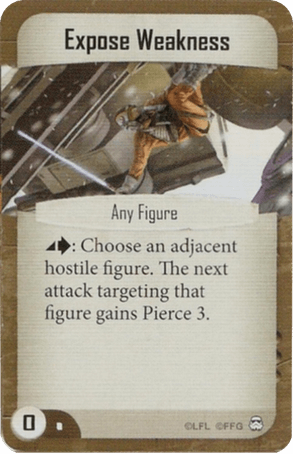 Expose Weakness
Any Figure
: Choose an adjacent
hostile figure. The next
attack targeting that
figure gains Pierce 3.
0
©LFL ©FFG